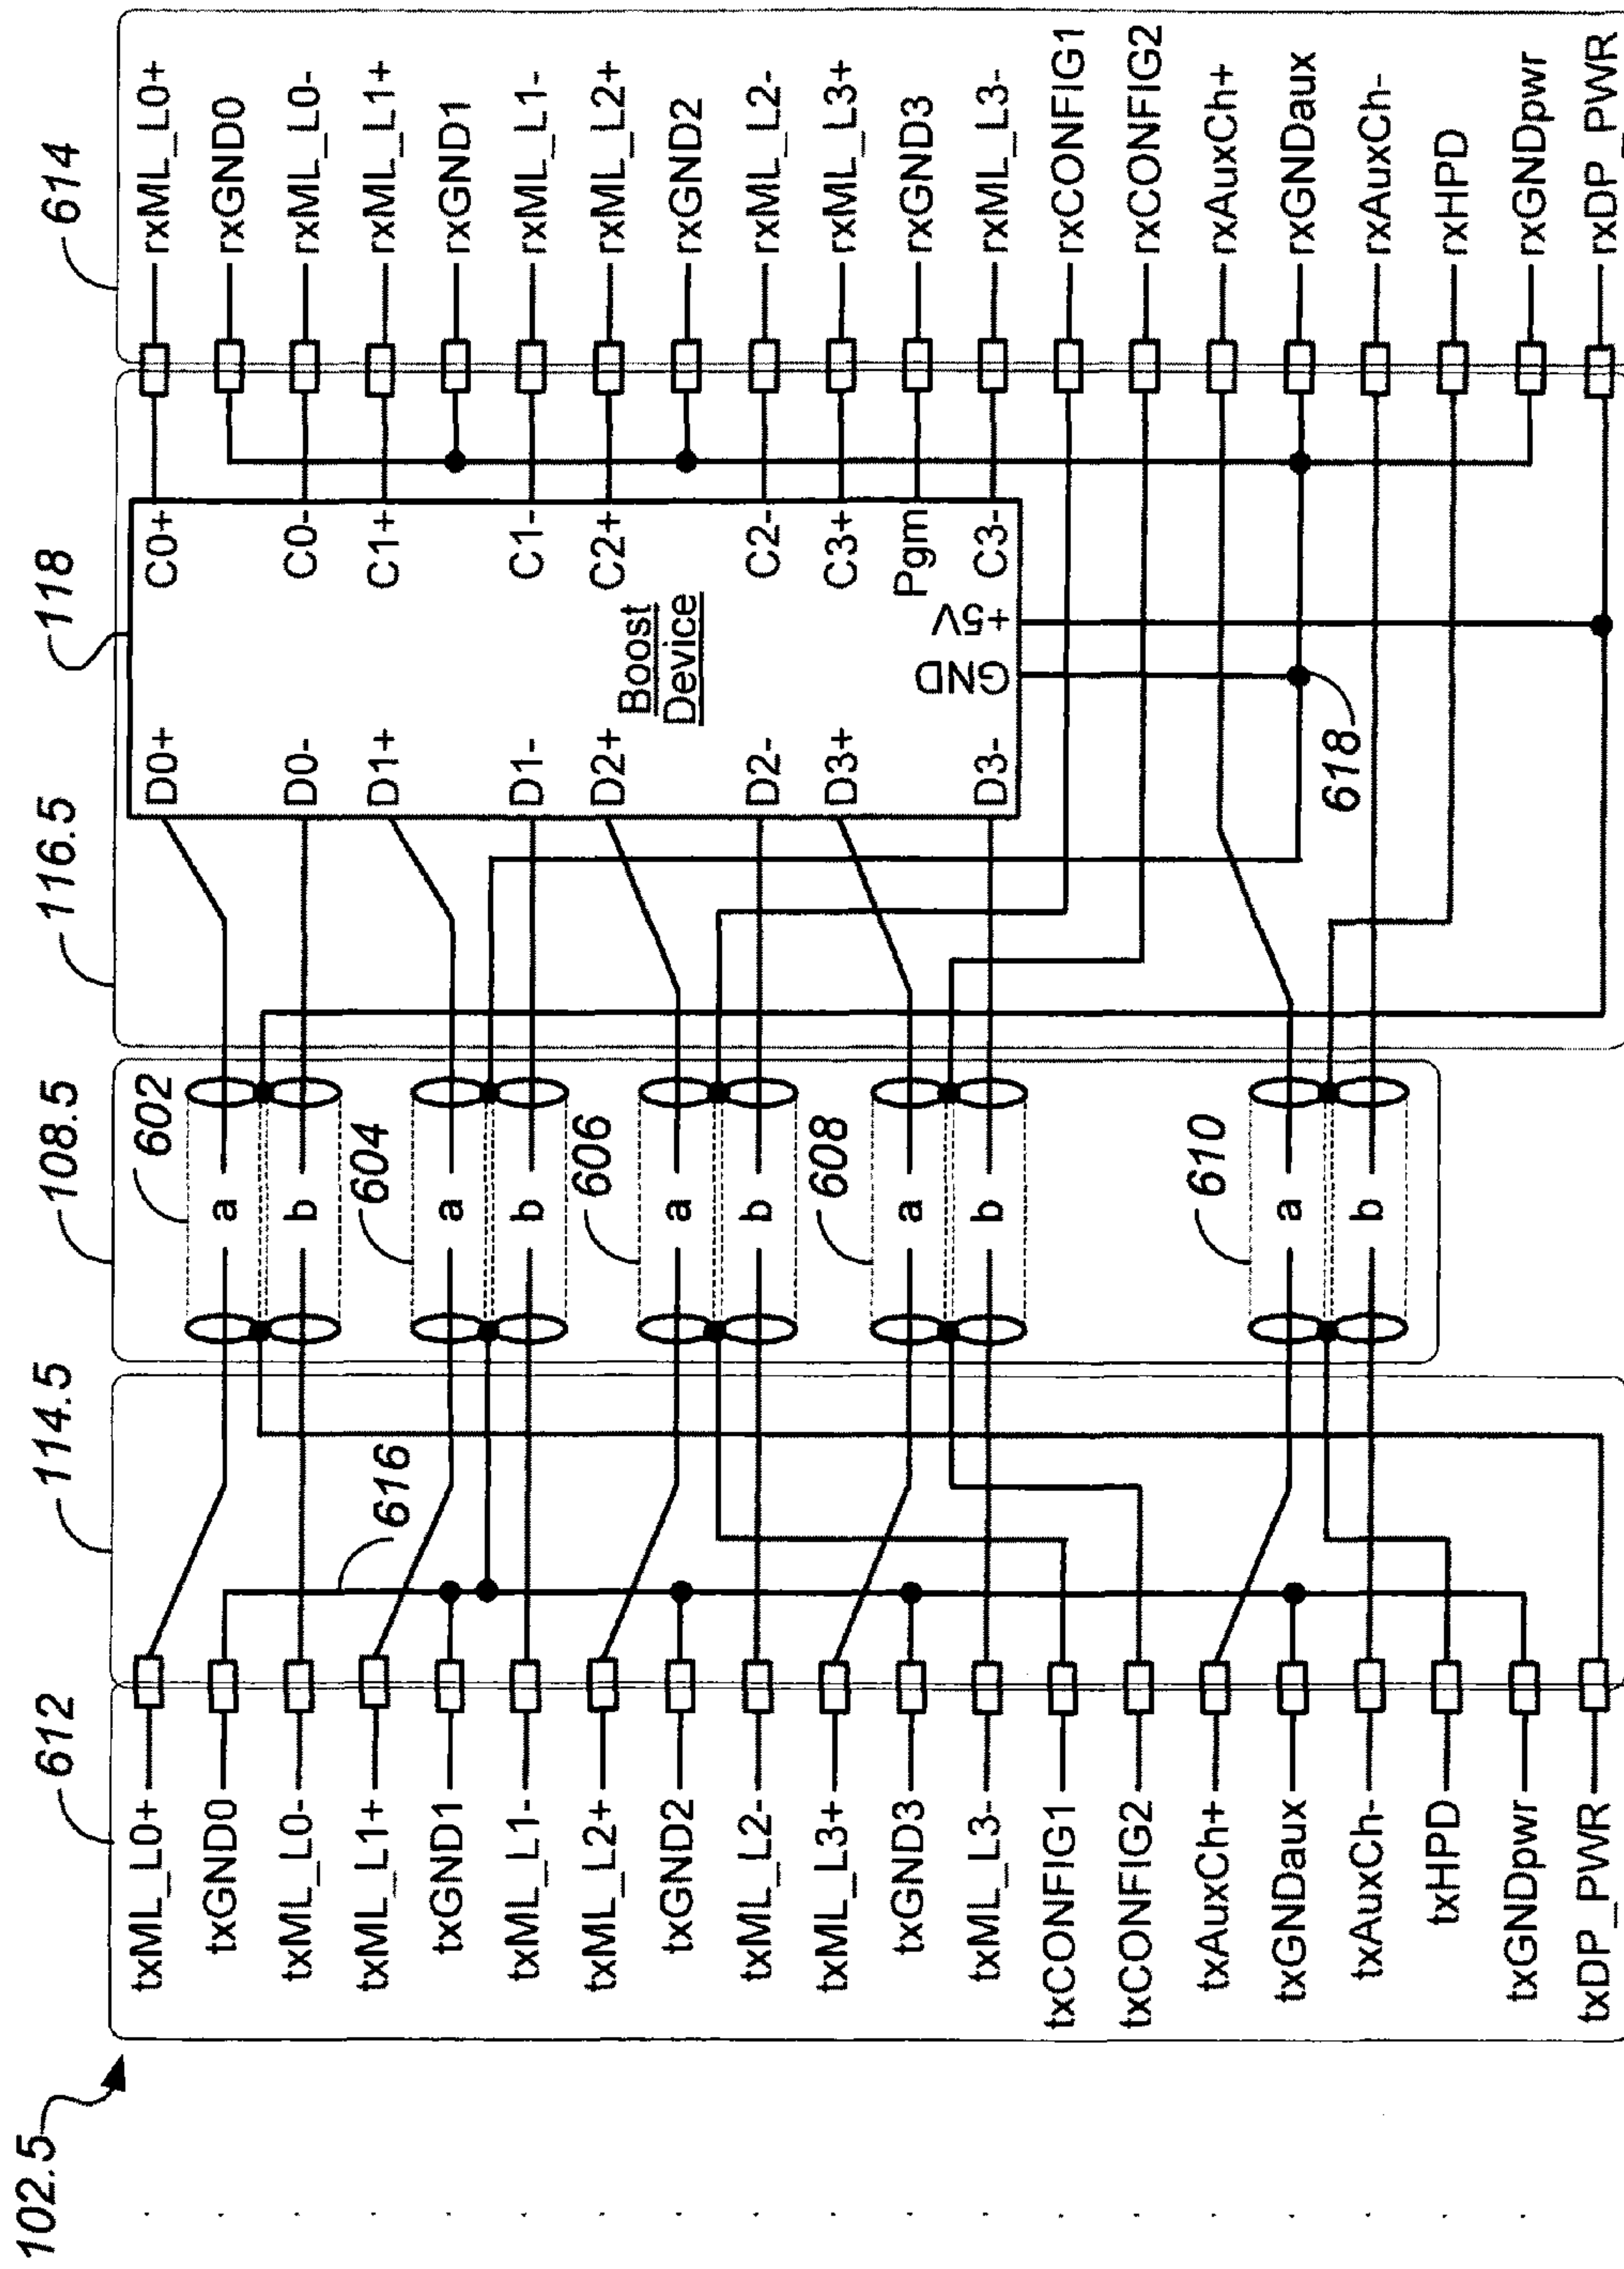 102.5
612
114.5
108.5
116.5
118
614
txML_L0+
txGND0
txML_L0-
txML_L1+
txGND1
txML_L1-
txML_L2+
txGND2
txML_L2-
txML_L3+
txGND3
txML_L3-
txCONFIG1
txCONFIG2
txAuxCh+
txGNDaux
txAuxCh-
txHPD
txGNDpwr
txDP_PWR
616
602
a
b
604
a
b
606
a
b
608
a
b
610
a
b
D0+
D0-
D1+
D1-
D2+
D2-
D3+
D3-
Boost
Device
GND
+5V
C0+
C0-
C1+
C1-
C2+
C2-
C3+
Pgm
C3-
618
rxML_L0+
rxGND0
rxML_L0-
rxML_L1+
rxGND1
rxML_L1-
rxML_L2+
rxGND2
rxML_L2-
rxML_L3+
rxGND3
rxML_L3-
rxCONFIG1
rxCONFIG2
rxAuxCh+
rxGNDaux
rxAuxCh-
rxHPD
rxGNDpwr
rxDP_PWR